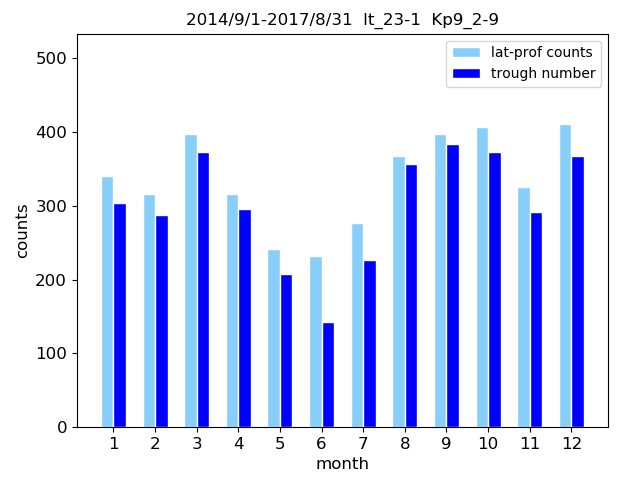 2014/9/1-2017/8/31  lt_23-1  Kp9_2-9
lat-prof counts
trough number
500
400
300
200
100
0
counts
1 2 3 4 5 6 7 8 9 10 11 12
month